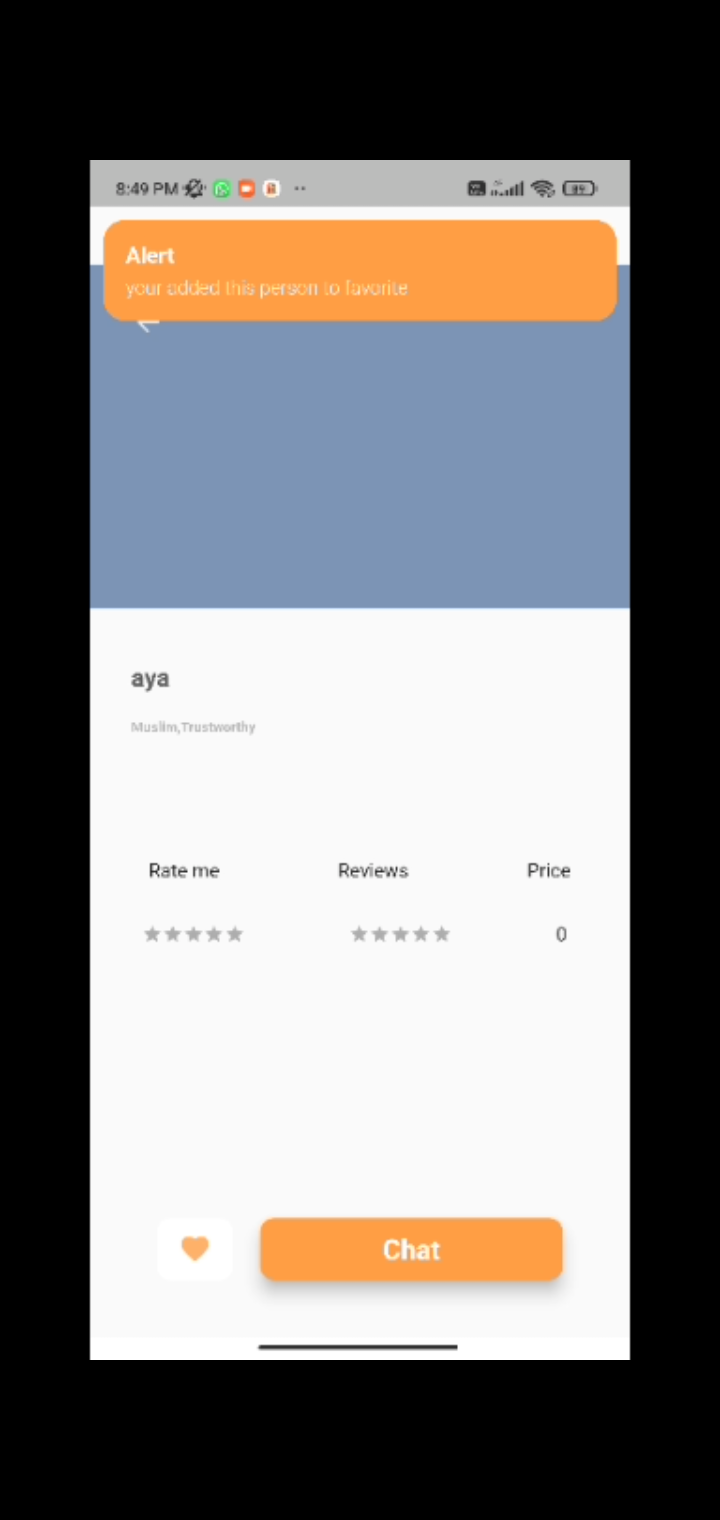 8:49 PM
Alert
your added this person to favorite
aya
Muslim,Trustworthy
Rate me Reviews Price
0
Chat